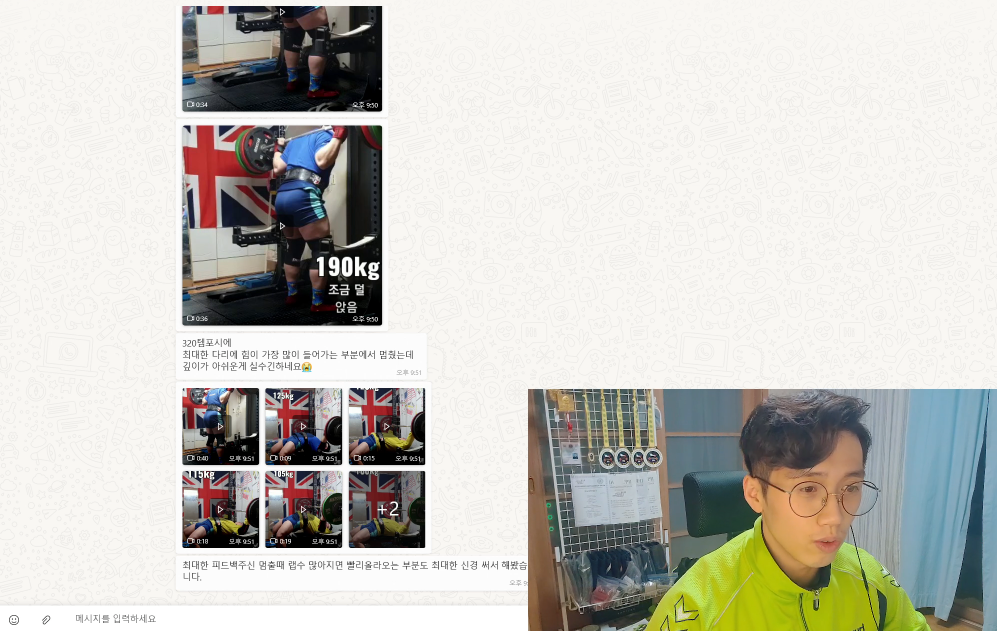 0:34
오후 9:50
190kg
조금 덜
앉음
0:36
오후 9:50
320템포시에
최대한 다리에 힘이 가장 많이 들어가는 부분에서 멈췄는데
깊이가 아쉬운게 실수긴하네요😭
오후 9:51
125kg
0:40 오후 9:51
0:09 오후 9:51
0:15 오후 9:51
115kg
105kg
+2
0:18 오후 9:51
0:19 오후 9:51
최대한 피드백주신 멈출때 랩수 많아지면 빨리올라오는 부분도 최대한 신경 써서 해봤습
니다.
오후
메시지를 입력하세요